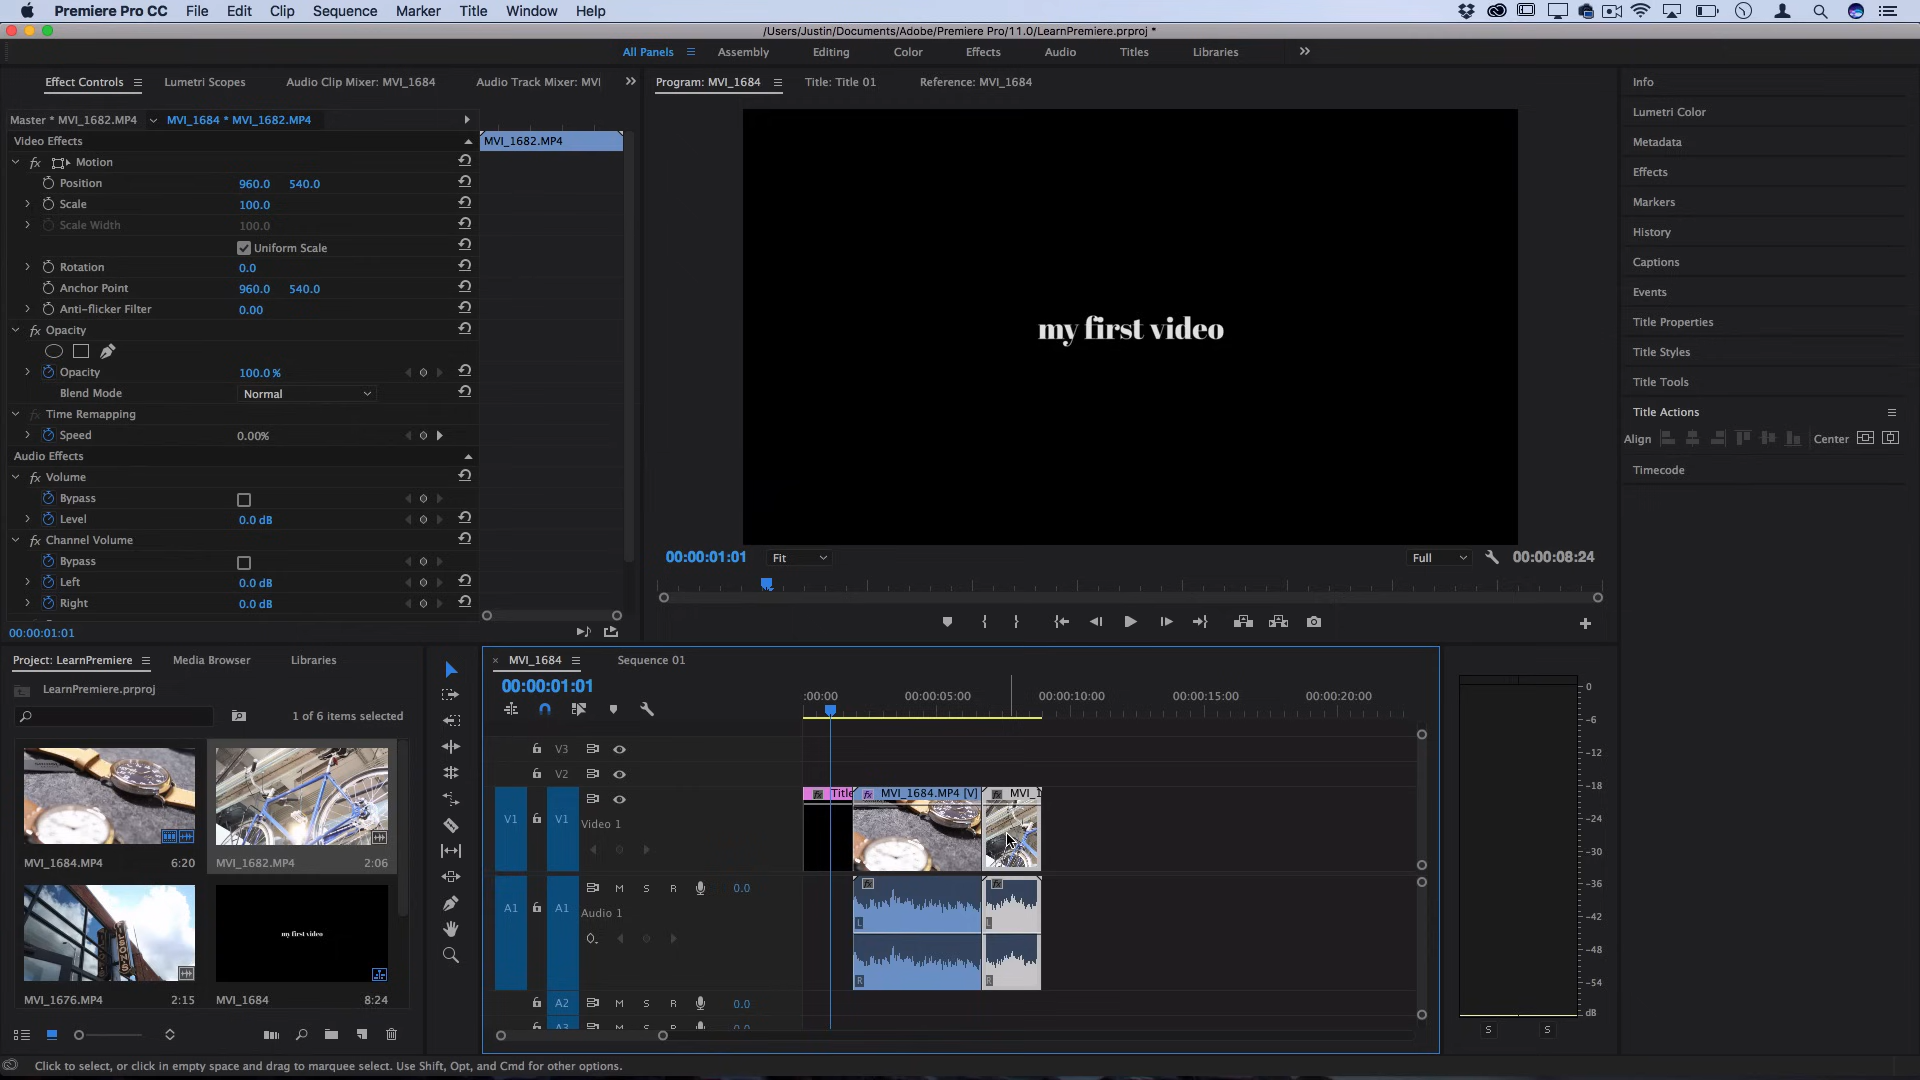 Premiere Pro CC File Edit Clip Sequence Marker Title Window Help
/Users/Justin/Documents/Adobe/Premiere Pro/11.0/LearnPremiere.prproj *
All Panels Assembly Editing Color Effects Audio Titles Libraries
Effect Controls Lumetri Scopes Audio Clip Mixer: MVI_1684 Audio Track Mixer: MVI
Master * MVI_1682.MP4 MVI_1684 * MVI_1682.MP4
Video Effects
MVI_1682.MP4
fx Motion
Position 960.0 540.0
Scale 100.0
Scale Width 100.0
Uniform Scale
Rotation 0.0
Anchor Point 960.0 540.0
Anti-flicker Filter 0.00
fx Opacity
Opacity 100.0 %
Blend Mode Normal
fx Time Remapping
Speed 0.00%
Audio Effects
fx Volume
Bypass
Level 0.0 dB
fx Channel Volume
Bypass
Left 0.0 dB
Right 0.0 dB
00:00:01:01
Program: MVI_1684 Title: Title 01 Reference: MVI_1684
my first video
00:00:01:01 Fit Full 00:00:08:24
Info
Lumetri Color
Metadata
Effects
Markers
History
Captions
Events
Title Properties
Title Styles
Title Tools
Title Actions
Align Center
Timecode
Project: LearnPremiere Media Browser Libraries
LearnPremiere.prproj
1 of 6 items selected
MVI_1684.MP4 6:20
MVI_1682.MP4 2:06
MVI_1676.MP4 2:15
my first video
MVI_1684 8:24
× MVI_1684 Sequence 01
00:00:01:01
:00:00 00:00:05:00 00:00:10:00 00:00:15:00 00:00:20:00
V3
V2
fx Title fx MVI_1684.MP4 [V] fx MVI_1
V1 V1 Video 1
A1 A1 M S R 0.0
Audio 1
fx fx
L L
R R
A2 M S R 0.0
0
-6
-12
-18
-24
-30
-36
-42
-48
-54
dB
S S
Click to select, or click in empty space and drag to marquee select. Use Shift, Opt, and Cmd for other options.